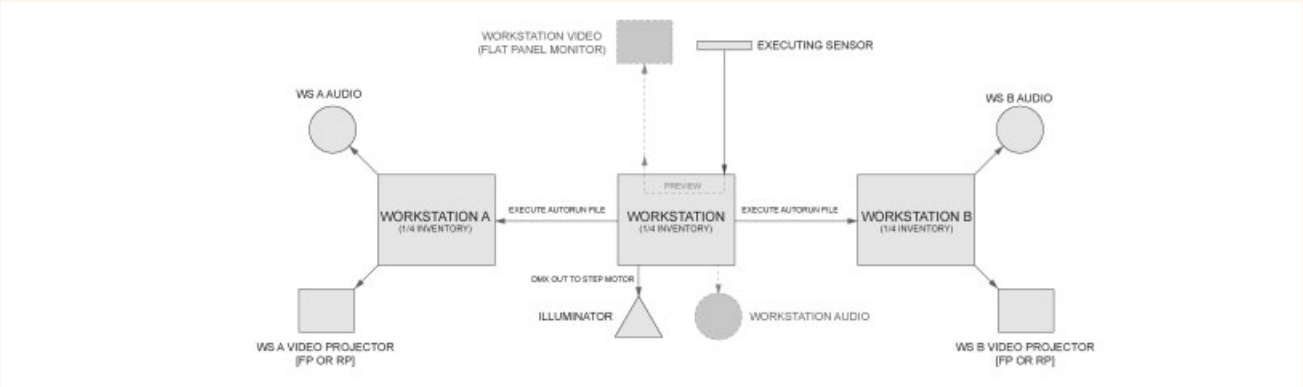 WORKSTATION VIDEO
(FLAT PANEL MONITOR)
EXECUTING SENSOR
WS A AUDIO
WS B AUDIO
PREVIEW
WORKSTATION A
(1/4 INVENTORY)
EXECUTE AUTORUN FILE
WORKSTATION
(1/4 INVENTORY)
EXECUTE AUTORUN FILE
WORKSTATION B
(1/4 INVENTORY)
DMX OUT TO STEP MOTOR
ILLUMINATOR
WORKSTATION AUDIO
WS A VIDEO PROJECTOR
[FP OR RP]
WS B VIDEO PROJECTOR
[FP OR RP]